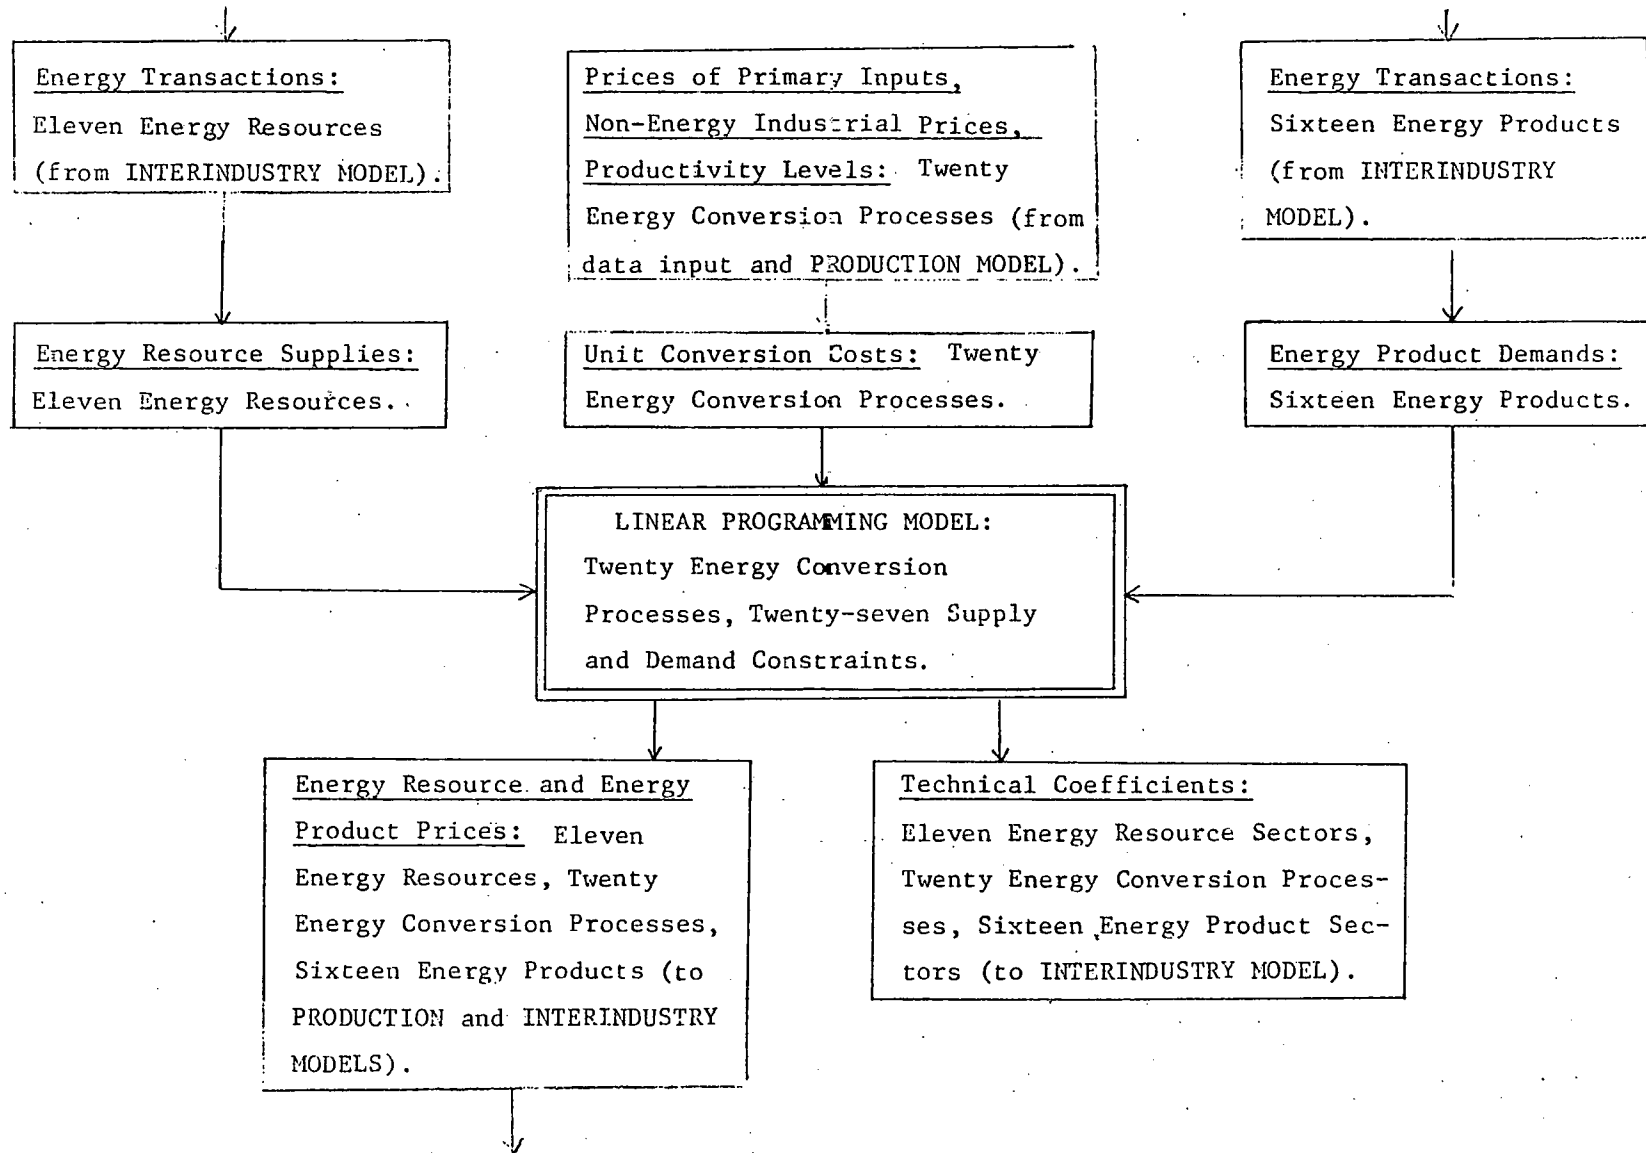 Energy Transactions:
Eleven Energy Resources
(from INTERINDUSTRY MODEL).
Prices of Primary Inputs,
Non-Energy Industrial Prices,
Productivity Levels: Twenty
Energy Conversion Processes (from
data input and PRODUCTION MODEL).
Energy Transactions:
Sixteen Energy Products
(from INTERINDUSTRY
MODEL).
Energy Resource Supplies:
Eleven Energy Resources.
Unit Conversion Costs: Twenty
Energy Conversion Processes.
Energy Product Demands:
Sixteen Energy Products.
LINEAR PROGRAMMING MODEL:
Twenty Energy Conversion
Processes, Twenty-seven Supply
and Demand Constraints.
Energy Resource and Energy
Product Prices: Eleven
Energy Resources, Twenty
Energy Conversion Processes,
Sixteen Energy Products (to
PRODUCTION and INTERINDUSTRY
MODELS).
Technical Coefficients:
Eleven Energy Resource Sectors,
Twenty Energy Conversion Proces-
ses, Sixteen Energy Product Sec-
tors (to INTERINDUSTRY MODEL).